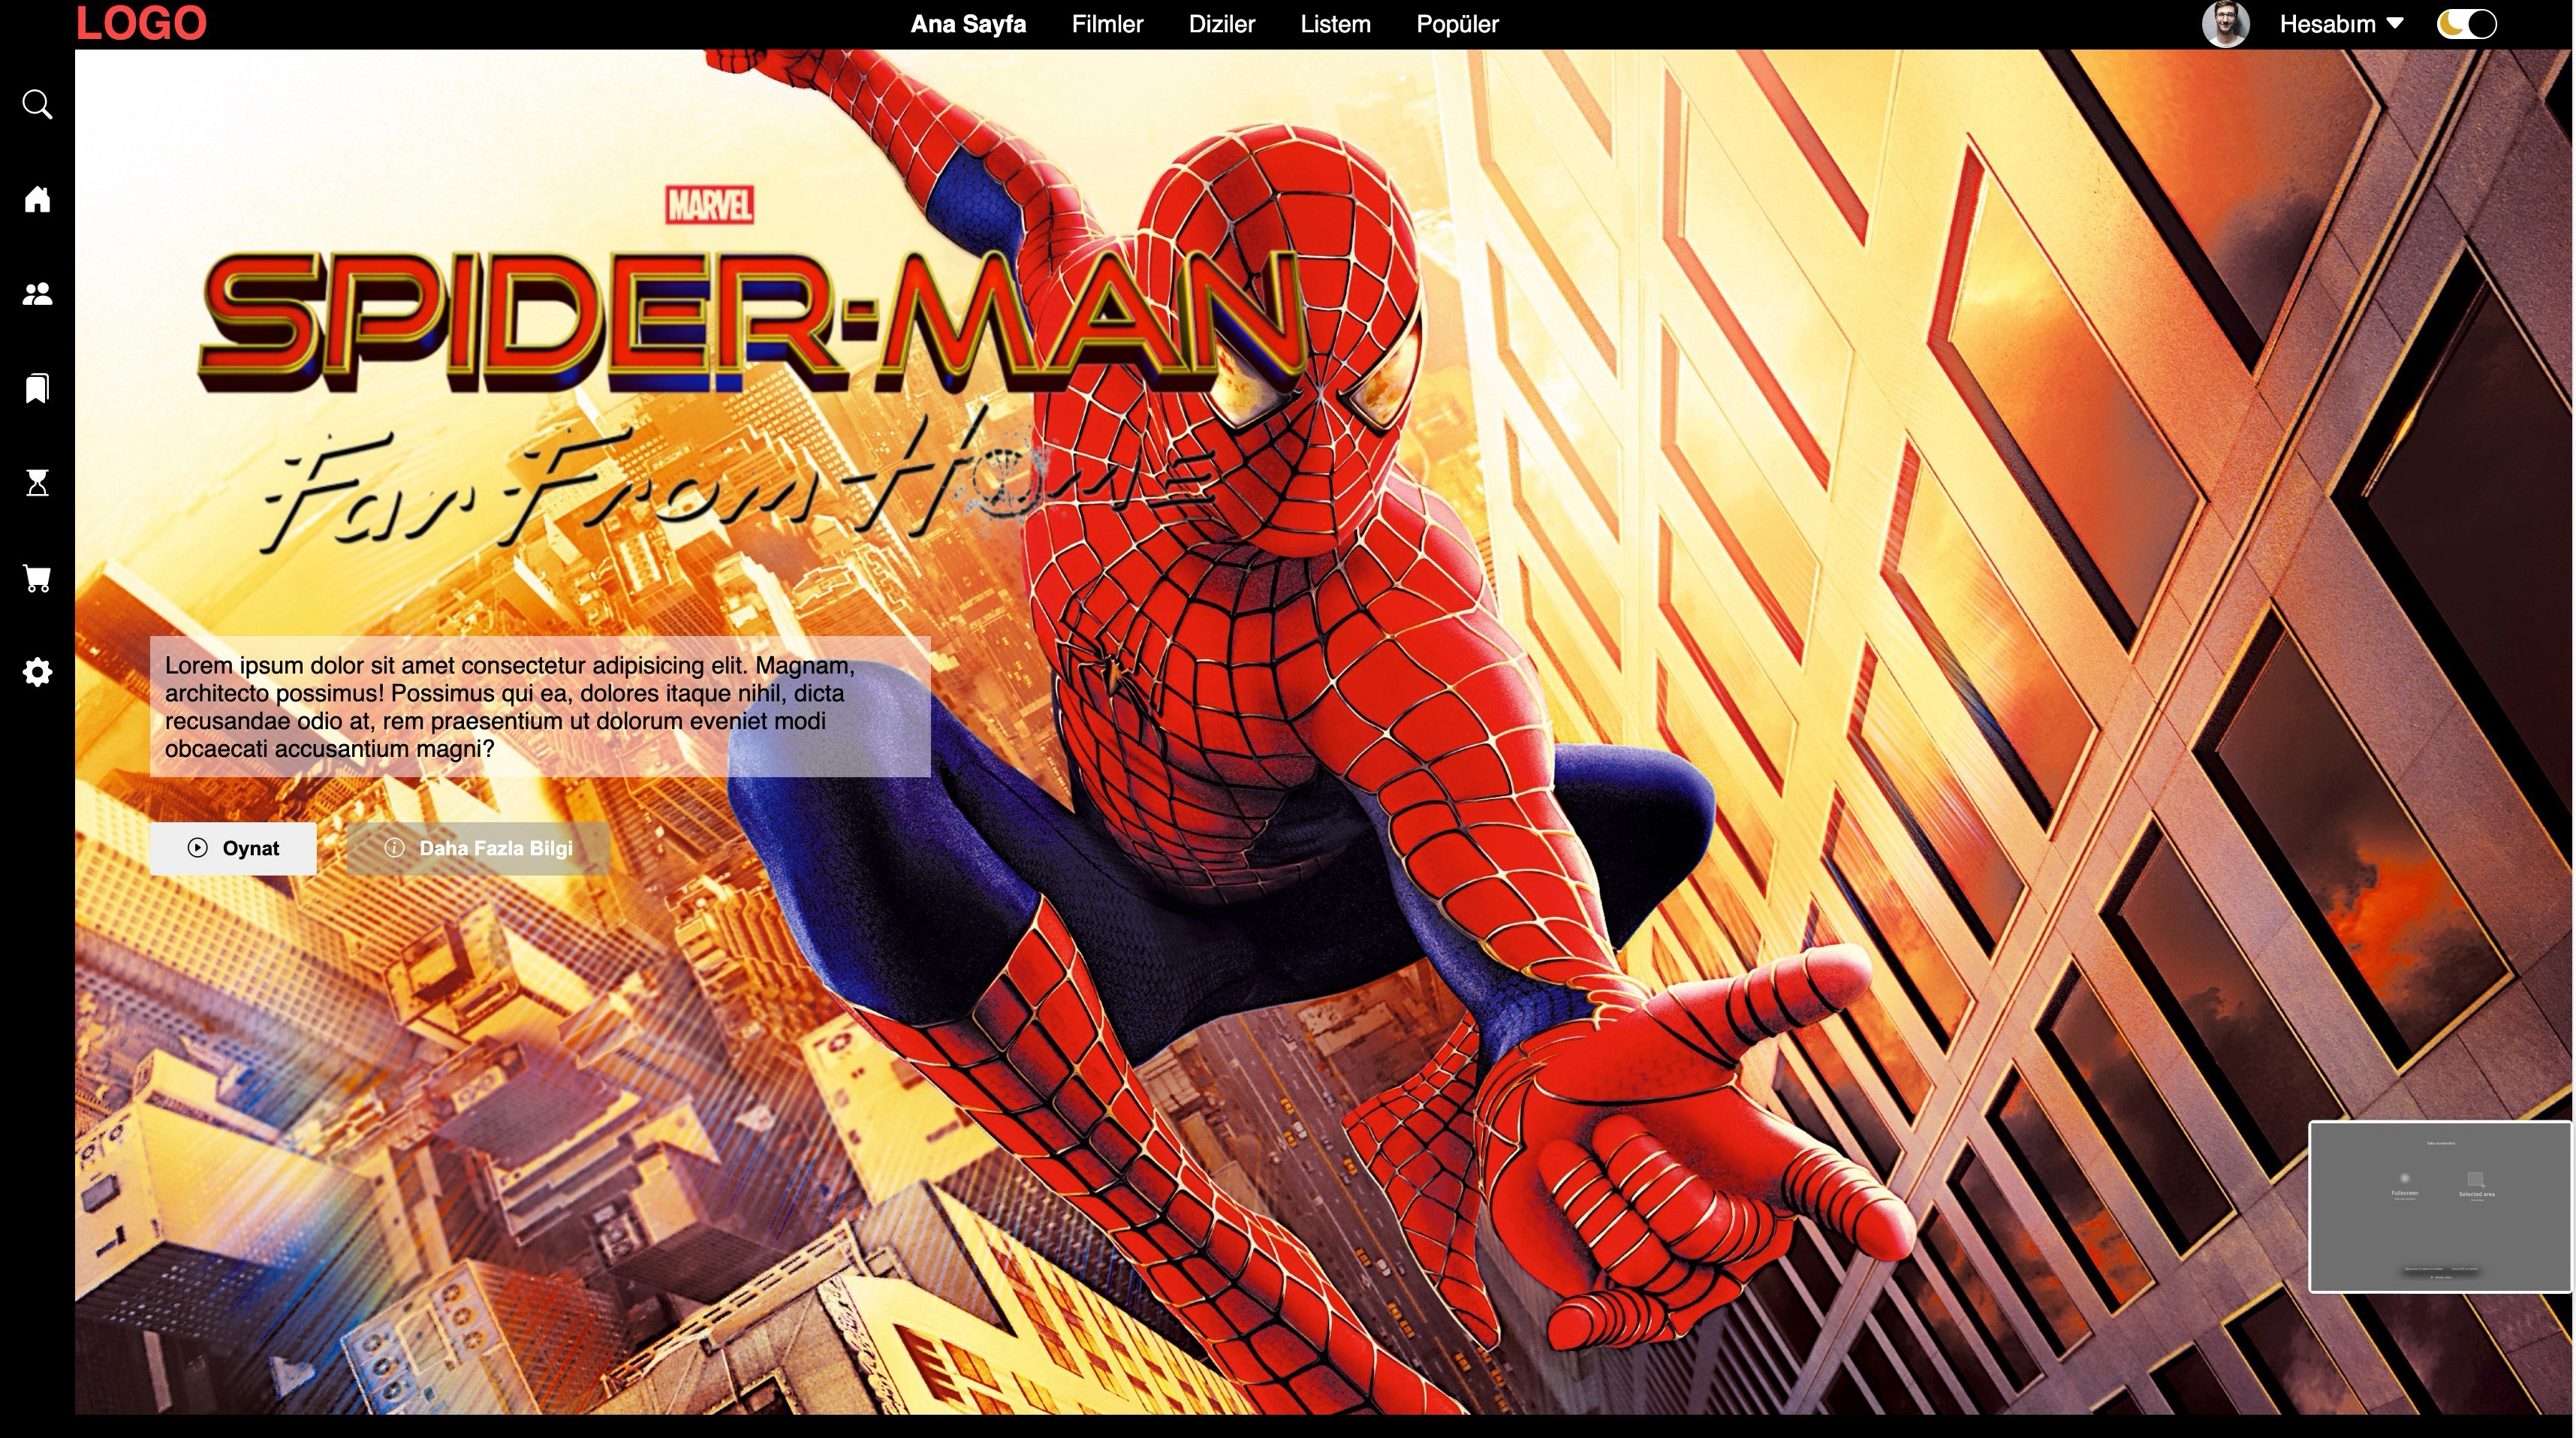 LOGO
Ana Sayfa Filmler Diziler Listem Popüler
Hesabım
MARVEL
SPIDER-MAN
Far From Home
Lorem ipsum dolor sit amet consectetur adipisicing elit. Magnam,
architecto possimus! Possimus qui ea, dolores itaque nihil, dicta
recusandae odio at, rem praesentium ut dolorum eveniet modi
obcaecati accusantium magni?
Oynat
Daha Fazla Bilgi
Take screenshot
Fullscreen
Selected area